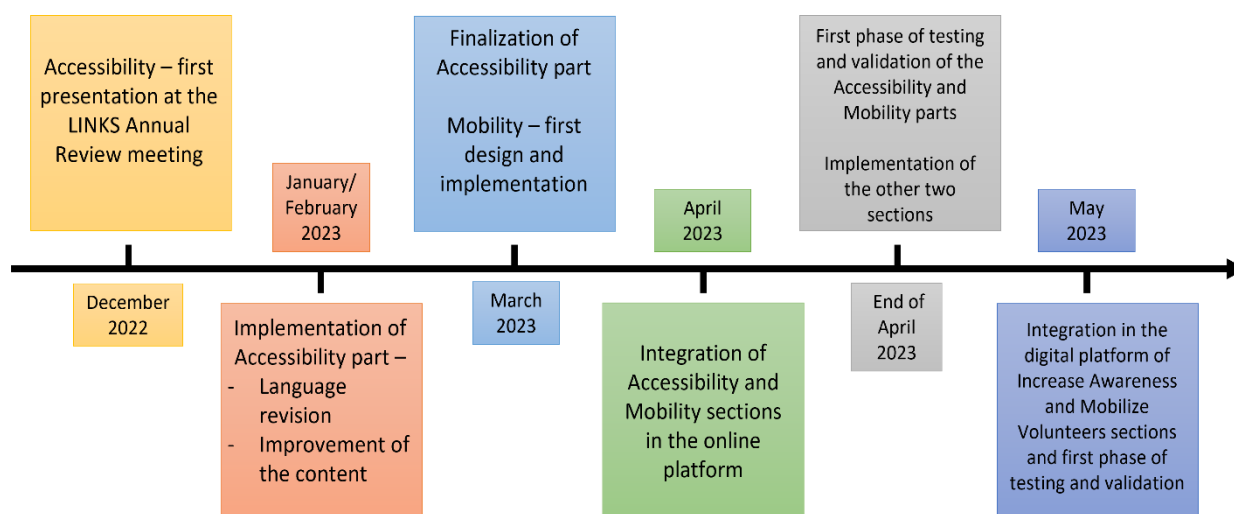 Accessibility – first
presentation at the
LINKS Annual
Review meeting
December
2022
January/
February
2023
Implementation of
Accessibility part –
- Language
revision
- Improvement of
the content
Finalization of
Accessibility part
Mobility – first
design and
implementation
March
2023
April
2023
Integration of
Accessibility and
Mobility sections
in the online
platform
First phase of testing
and validation of the
Accessibility and
Mobility parts
Implementation of
the other two
sections
End of
April
2023
May
2023
Integration in the
digital platform of
Increase Awareness
and Mobilize
Volunteers sections
and first phase of
testing and validation